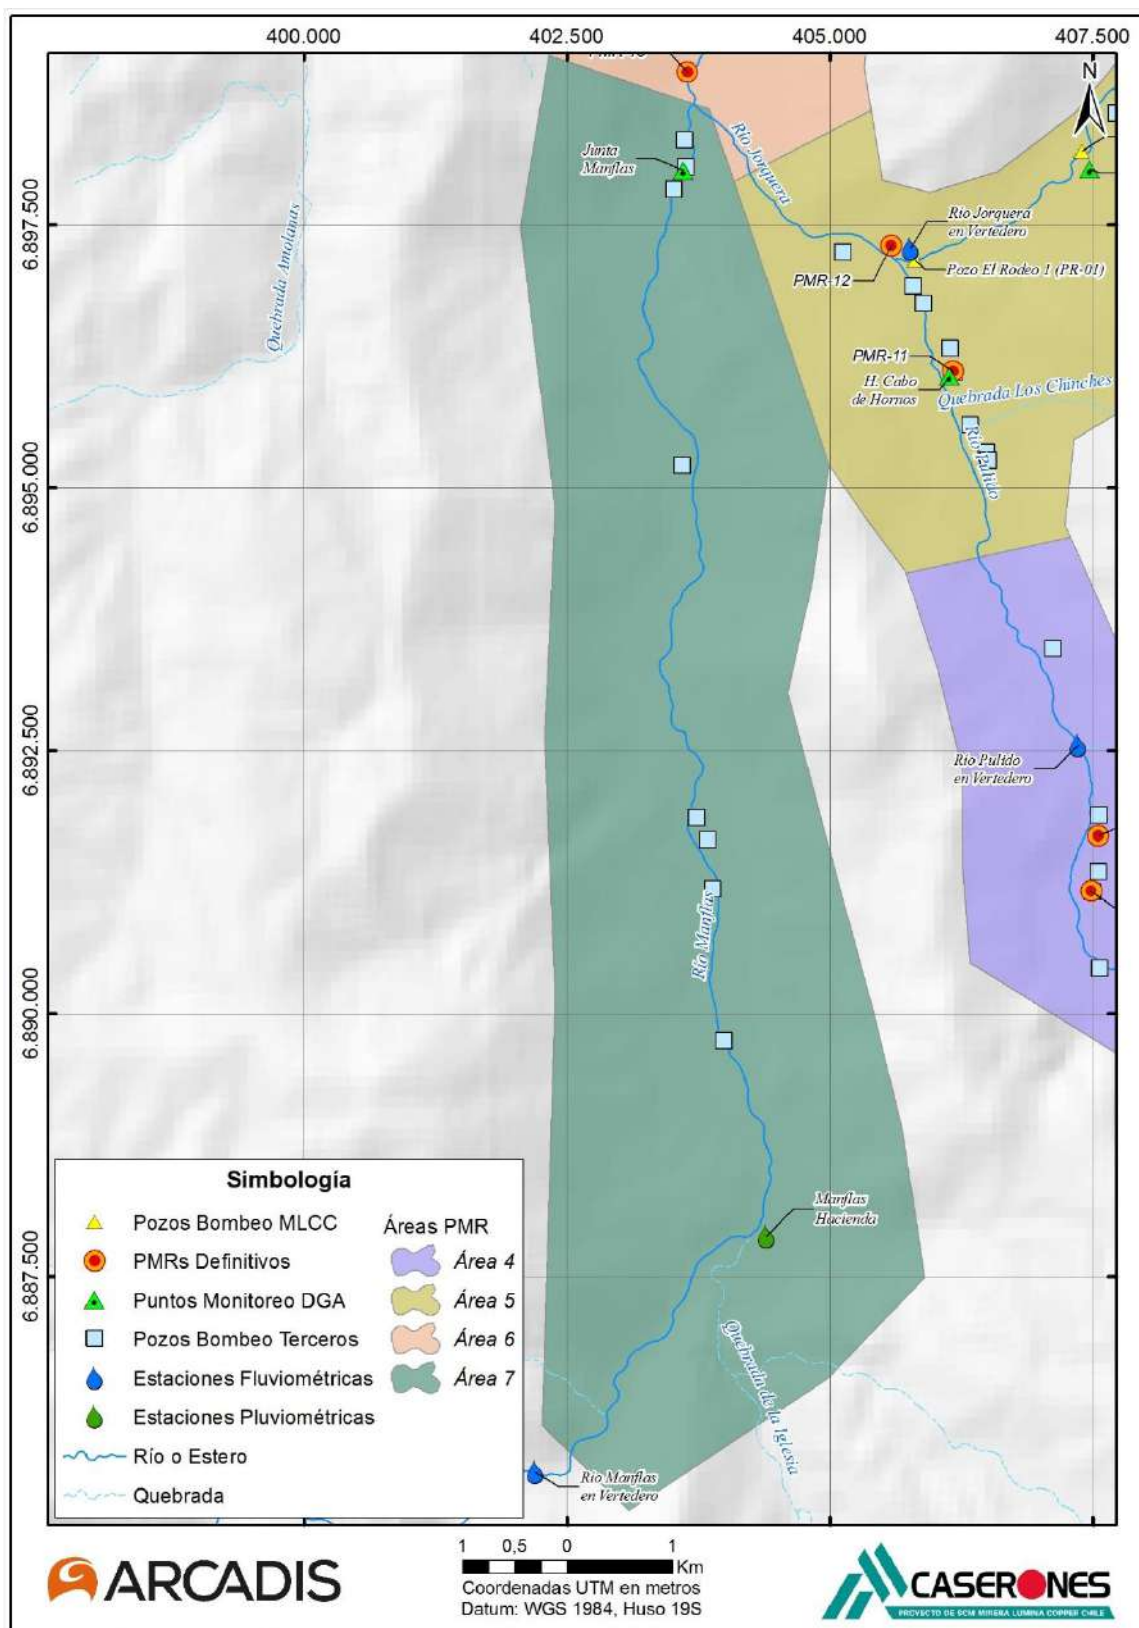 400.000
402.500
405.000
407.500
N
Río Jorquera
Junta
Manflas
6.897.500
Río Jorquera
en Vertedero
Quebrada Amolanas
Pozo El Rodeo 1 (PR-01)
PMR-12
PMR-11
H. Cabo
de Hornos
Quebrada Los Chinches
Río Pulido
6.895.000
6.892.500
Río Pulido
en Vertedero
Río Manflas
6.890.000
Manflas
Hacienda
6.887.500
Quebrada de la Iglesia
Río Manflas
en Vertedero
Simbología
Pozos Bombeo MLCC
PMRs Definitivos
Puntos Monitoreo DGA
Pozos Bombeo Terceros
Estaciones Fluviométricas
Estaciones Pluviométricas
Río o Estero
Quebrada
Áreas PMR
Área 4
Área 5
Área 6
Área 7
ARCADIS
1 0,5 0 1
Km
Coordenadas UTM en metros
Datum: WGS 1984, Huso 19S
CASERONES
PROYECTO DE SCM MINERA LUMINA COPPER CHILE